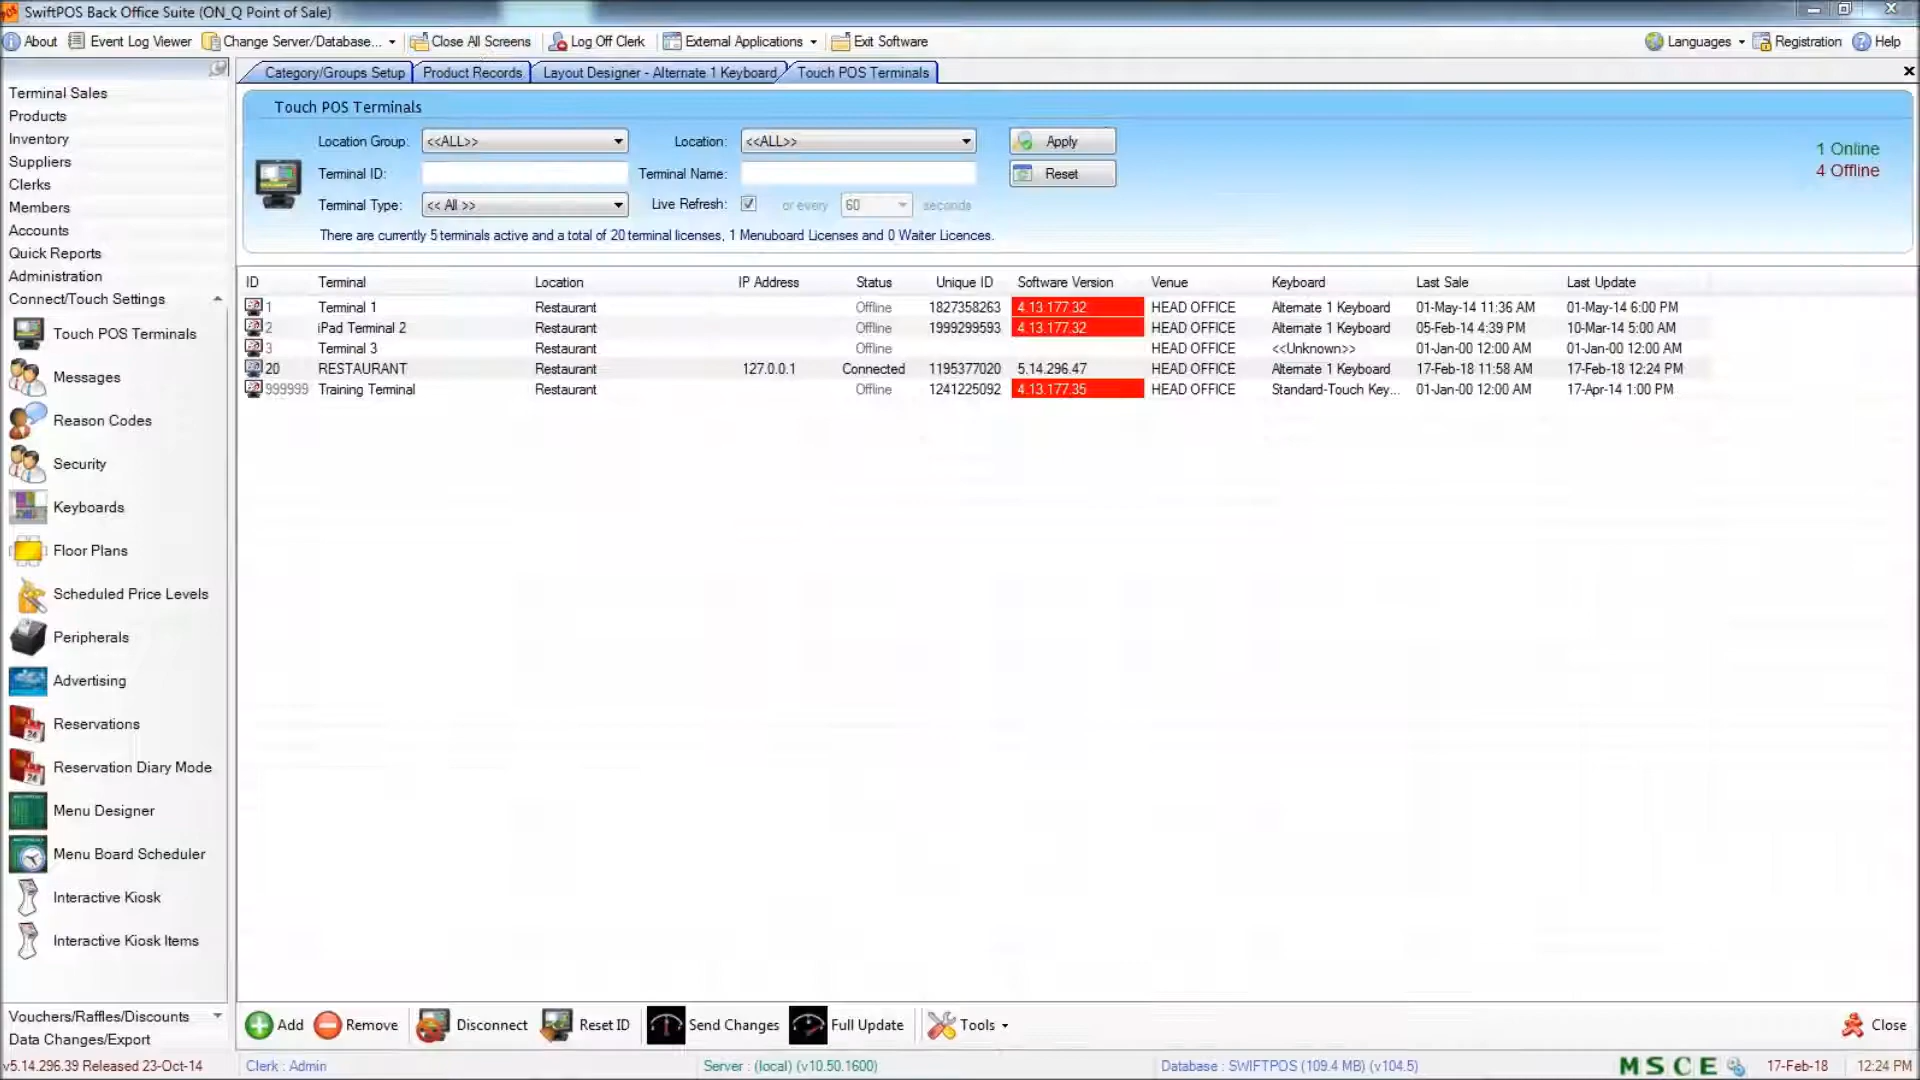 SwiftPOS Back Office Suite (ON_Q Point of Sale)
About Event Log Viewer Change Server/Database... Close All Screens Log Off Clerk External Applications Exit Software Languages Registration Help
Category/Groups Setup Product Records Layout Designer - Alternate 1 Keyboard Touch POS Terminals
Terminal Sales
Products
Inventory
Suppliers
Clerks
Members
Accounts
Quick Reports
Administration
Connect/Touch Settings
Touch POS Terminals
Messages
Reason Codes
Security
Keyboards
Floor Plans
Scheduled Price Levels
Peripherals
Advertising
Reservations
Reservation Diary Mode
Menu Designer
Menu Board Scheduler
Interactive Kiosk
Interactive Kiosk Items
Vouchers/Raffles/Discounts
Data Changes/Export
Touch POS Terminals
Location Group: <<ALL>> Location: <<ALL>> Apply
Terminal ID: Terminal Name: Reset
Terminal Type: << All >> Live Refresh: or every 60 seconds
1 Online
4 Offline
There are currently 5 terminals active and a total of 20 terminal licenses, 1 Menuboard Licenses and 0 Waiter Licences.
ID Terminal Location IP Address Status Unique ID Software Version Venue Keyboard Last Sale Last Update
1 Terminal 1 Restaurant Offline 1827358263 4.13.177.32 HEAD OFFICE Alternate 1 Keyboard 01-May-14 11:36 AM 01-May-14 6:00 PM
2 iPad Terminal 2 Restaurant Offline 1999299593 4.13.177.32 HEAD OFFICE Alternate 1 Keyboard 05-Feb-14 4:39 PM 10-Mar-14 5:00 AM
3 Terminal 3 Restaurant Offline HEAD OFFICE <<Unknown>> 01-Jan-00 12:00 AM 01-Jan-00 12:00 AM
20 RESTAURANT Restaurant 127.0.0.1 Connected 1195377020 5.14.296.47 HEAD OFFICE Alternate 1 Keyboard 17-Feb-18 11:58 AM 17-Feb-18 12:24 PM
999999 Training Terminal Restaurant Offline 1241225092 4.13.177.35 HEAD OFFICE Standard-Touch Key... 01-Jan-00 12:00 AM 17-Apr-14 1:00 PM
Add Remove Disconnect Reset ID Send Changes Full Update Tools Close
v5.14.296.39 Released 23-Oct-14 Clerk : Admin Server : (local) (v10.50.1600) Database : SWIFTPOS (109.4 MB) (v104.5) M S C E 17-Feb-18 12:24 PM